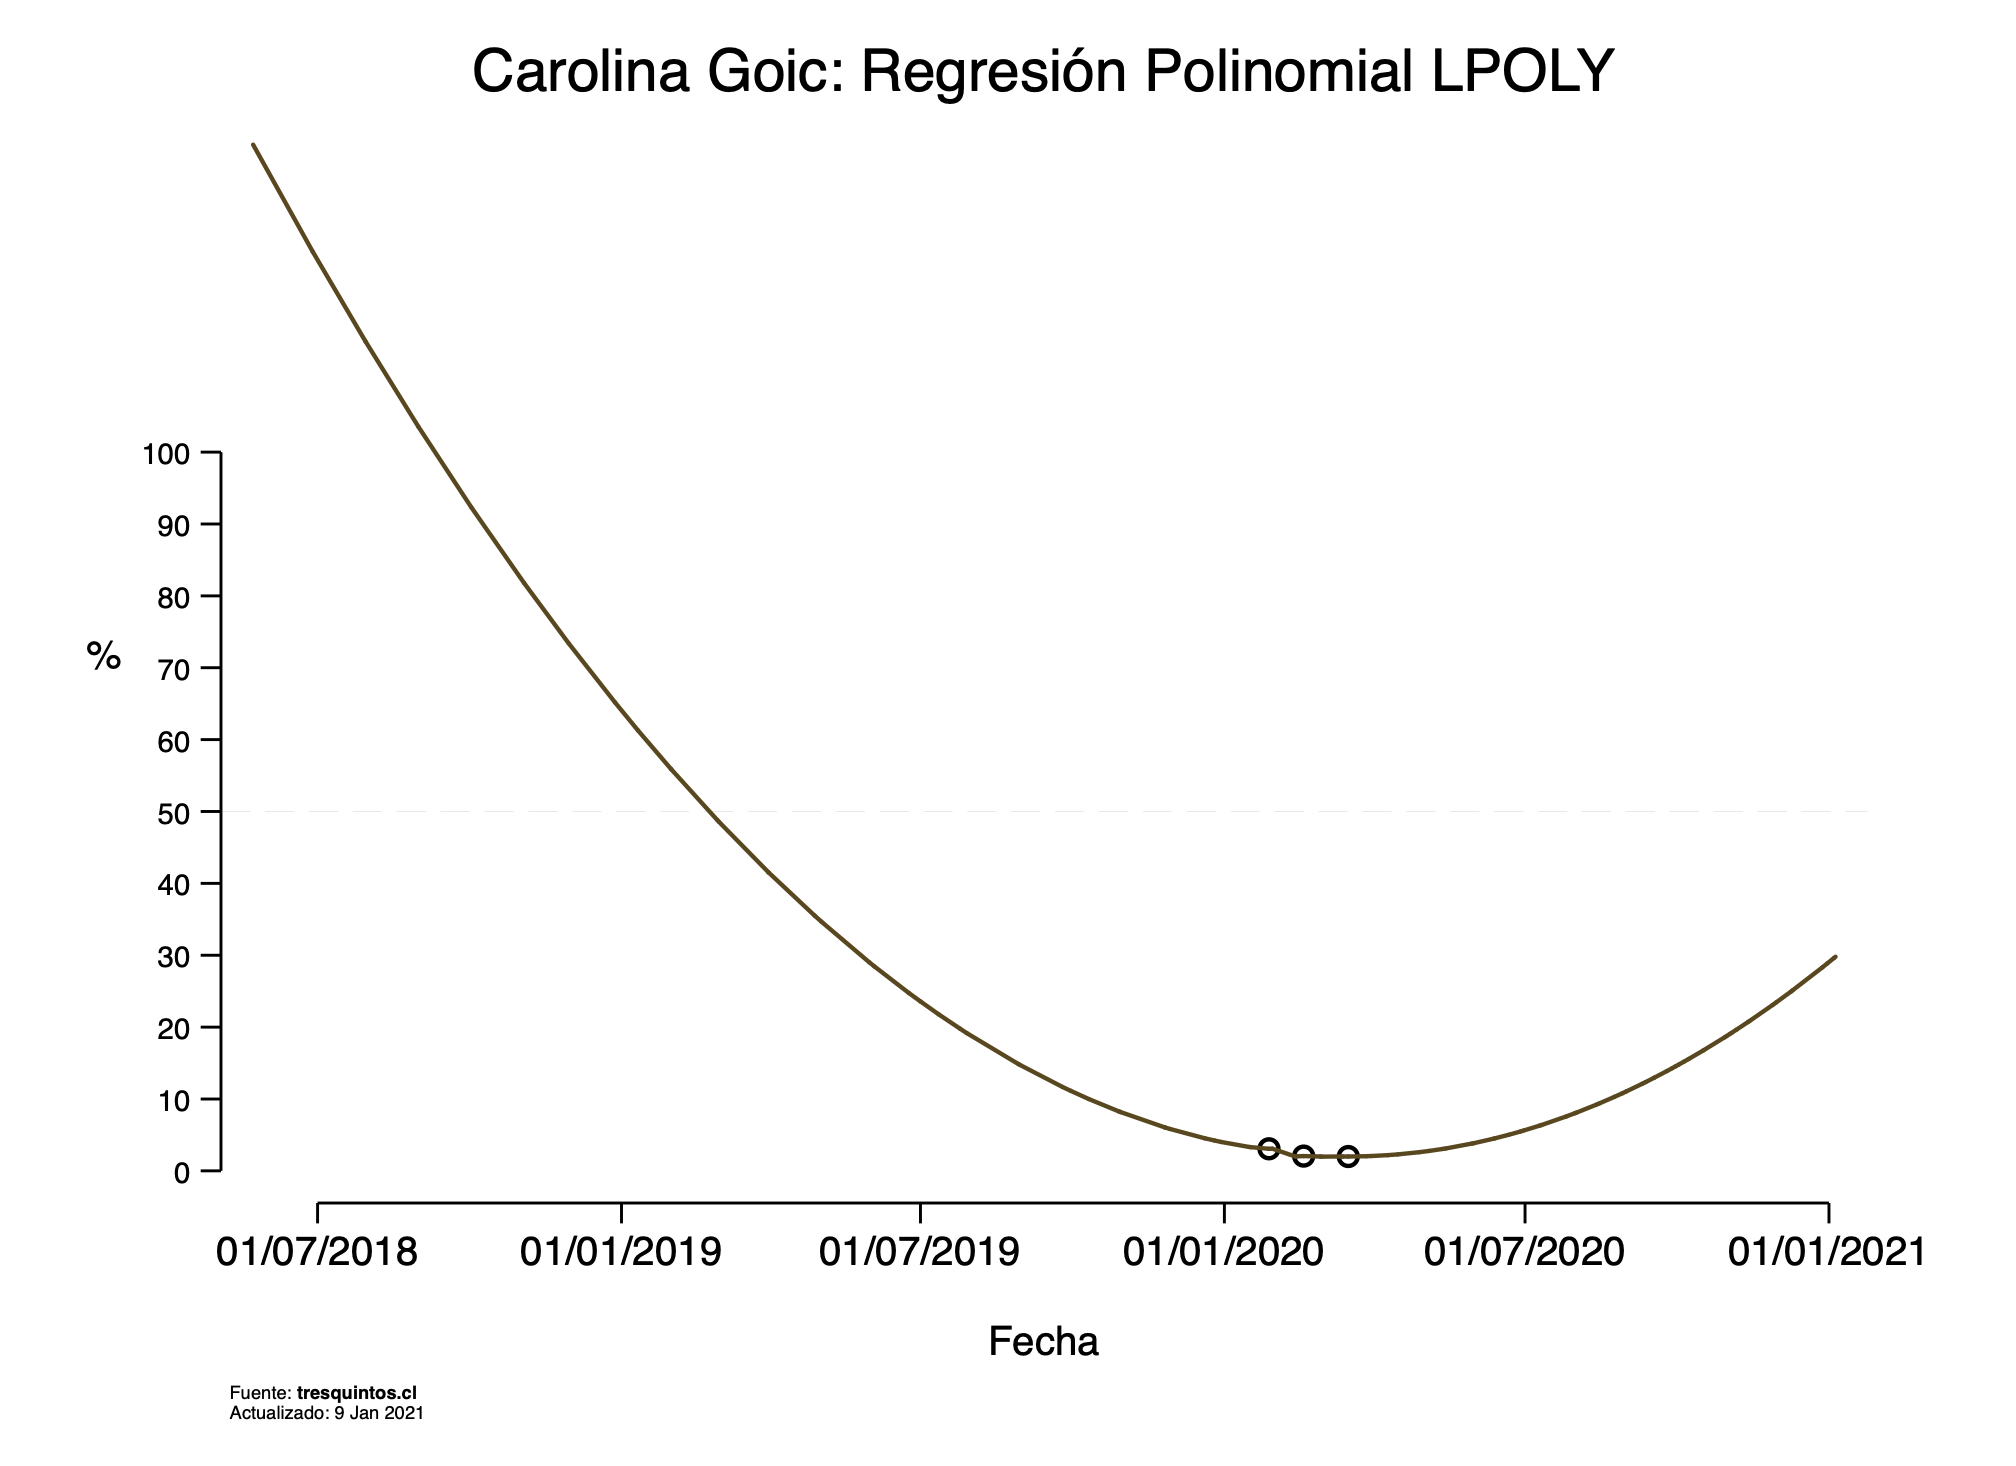 Carolina Goic: Regresión Polinomial LPOLY
100
90
80
%
70
60
50
40
30
20
10
0
01/07/2018 01/01/2019 01/07/2019 01/01/2020 01/07/2020 01/01/2021
Fecha
Fuente: tresquintos.cl
Actualizado: 9 Jan 2021